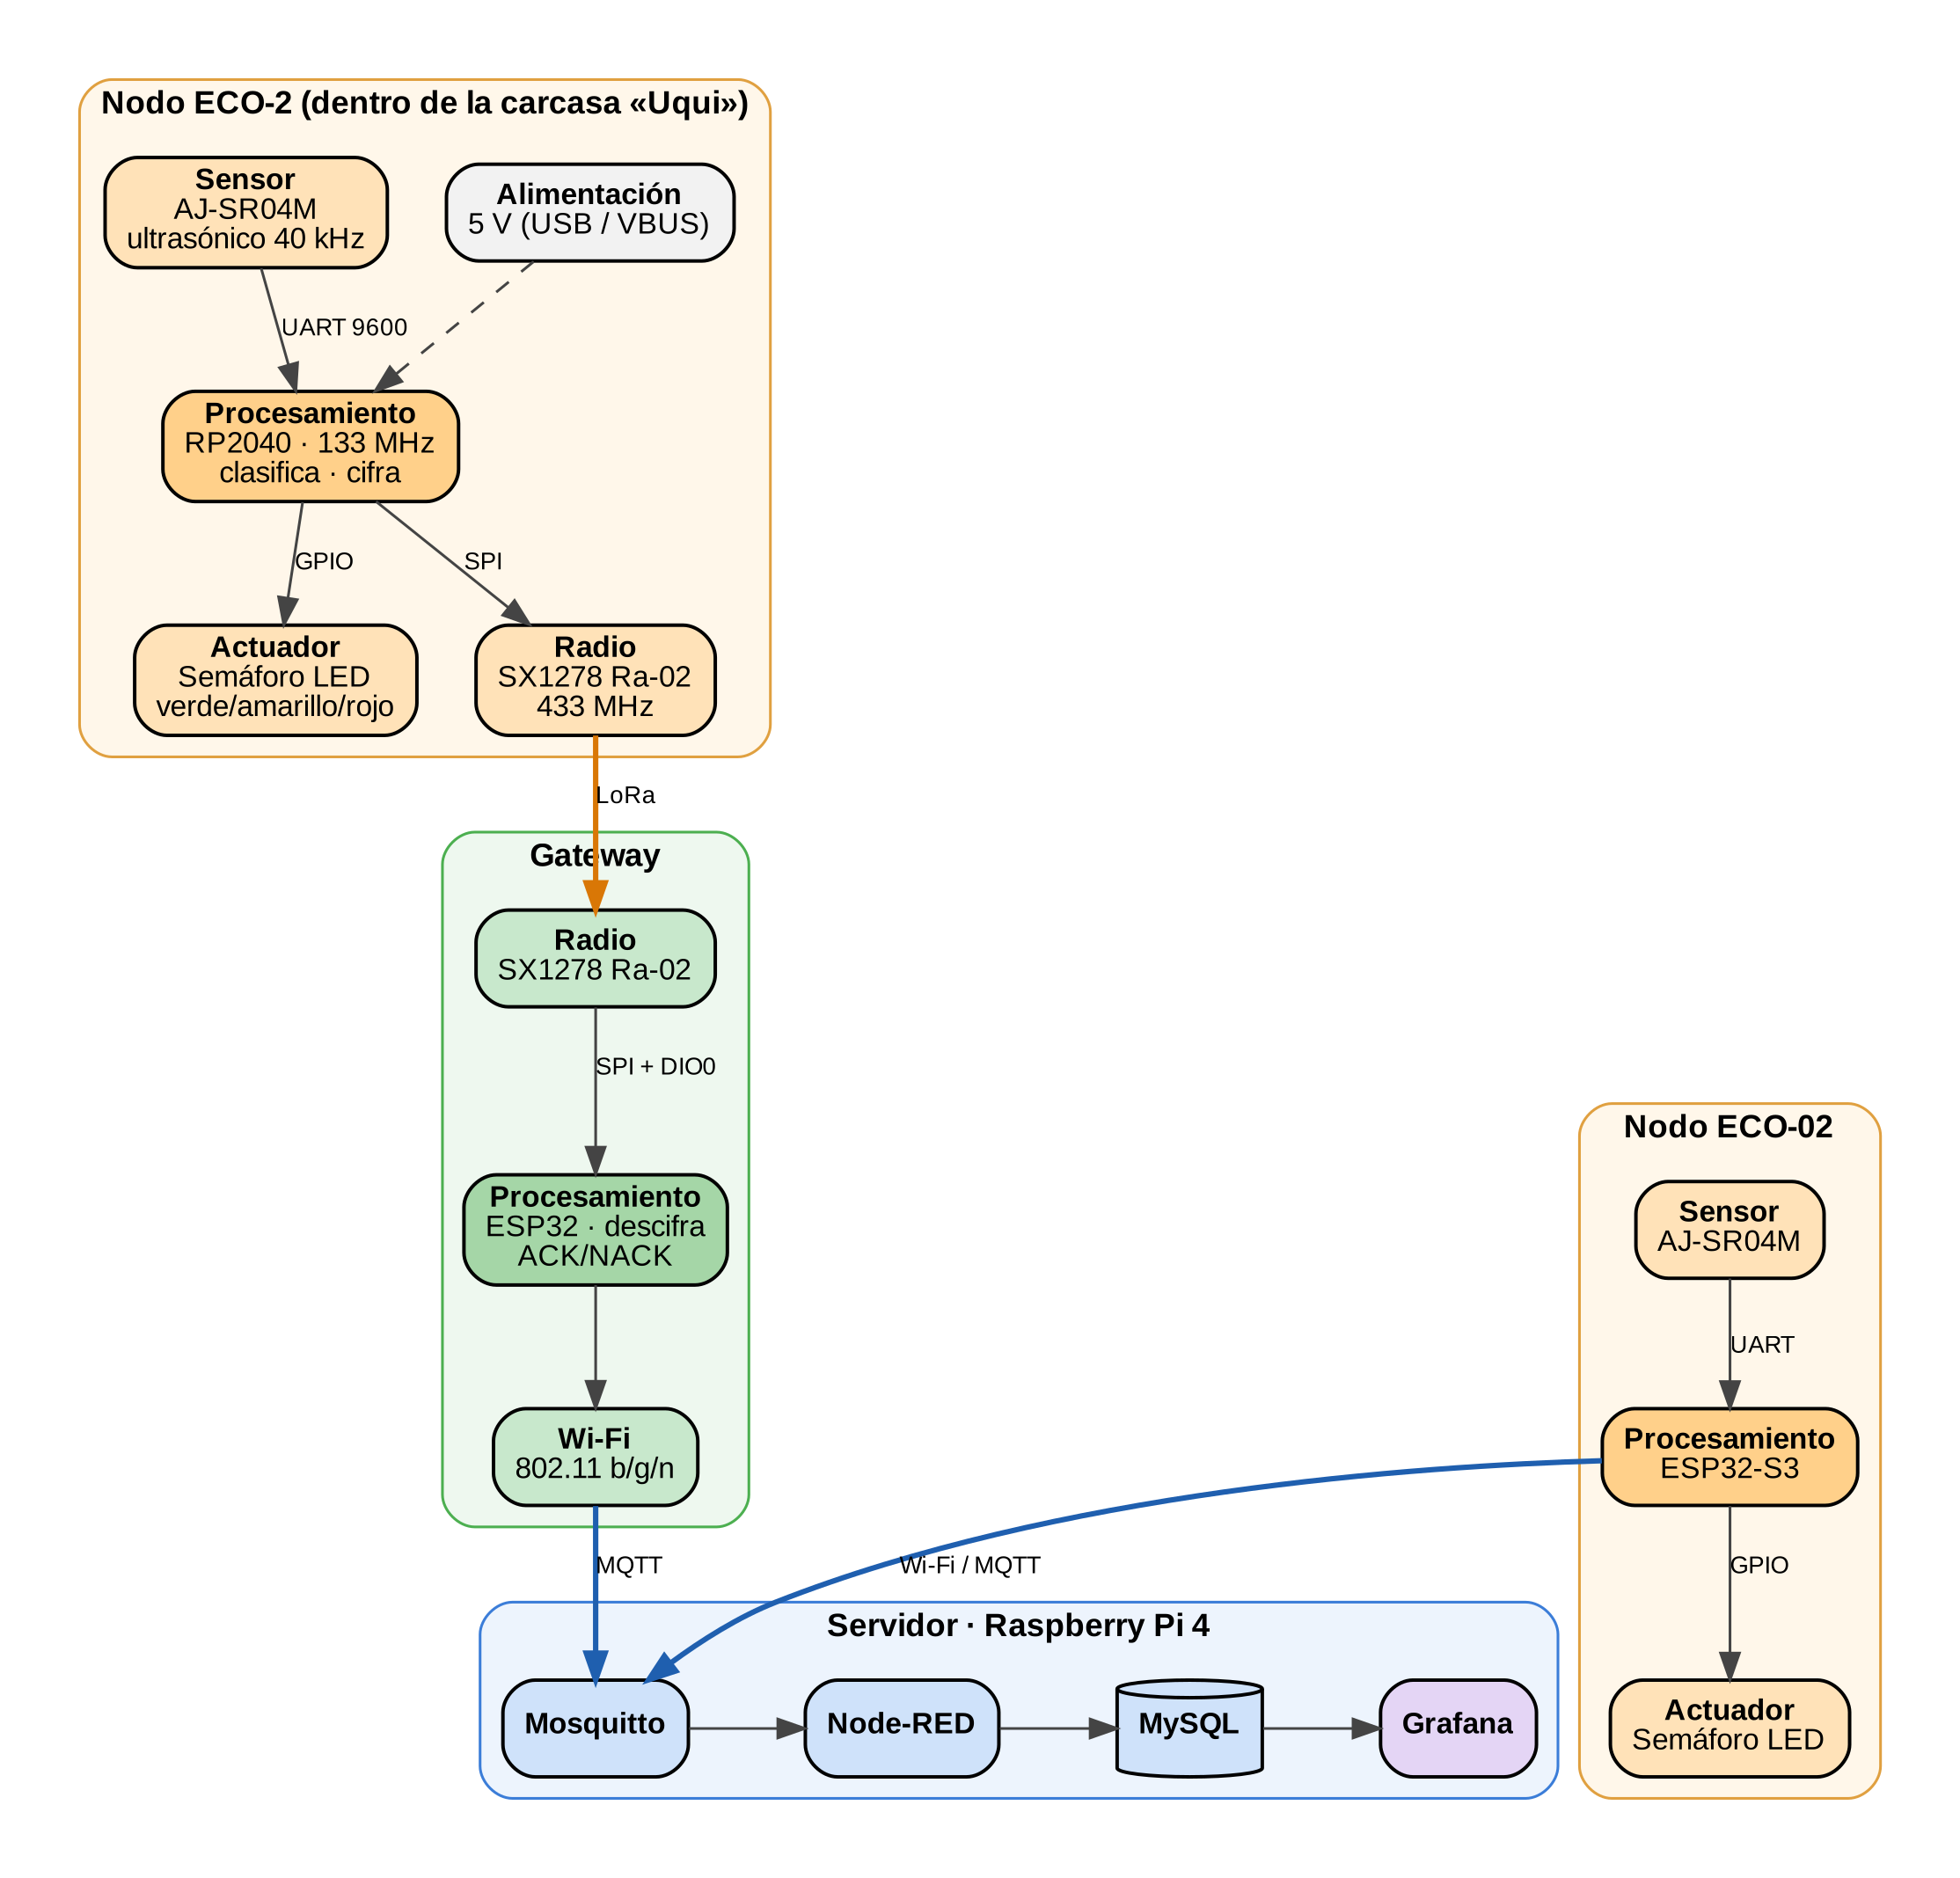 Nodo ECO-2 (dentro de la carcasa «Uqui»)
Sensor
AJ-SR04M
ultrasónico 40 kHz
Alimentación
5 V (USB / VBUS)
UART 9600
Procesamiento
RP2040 · 133 MHz
clasifica · cifra
GPIO
SPI
Actuador
Semáforo LED
verde/amarillo/rojo
Radio
SX1278 Ra-02
433 MHz
LoRa
Gateway
Radio
SX1278 Ra-02
SPI + DIO0
Procesamiento
ESP32 · descifra
ACK/NACK
Wi-Fi
802.11 b/g/n
MQTT
Nodo ECO-02
Sensor
AJ-SR04M
UART
Procesamiento
ESP32-S3
Wi-Fi / MQTT
GPIO
Actuador
Semáforo LED
Servidor · Raspberry Pi 4
Mosquitto
Node-RED
MySQL
Grafana